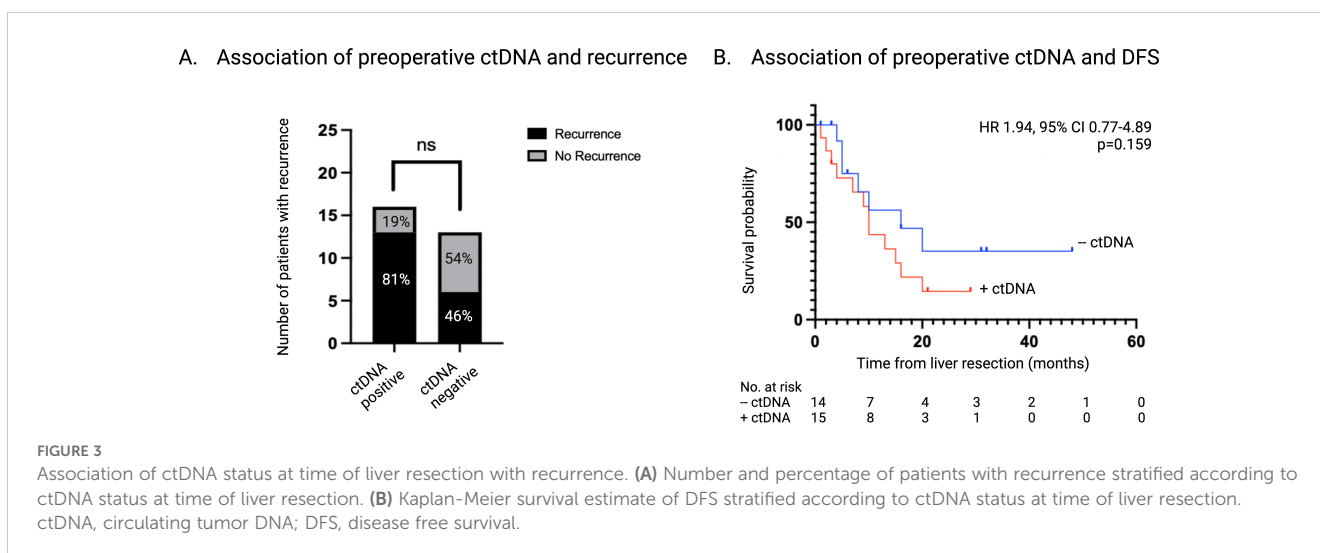 A. Association of preoperative ctDNA and recurrence
Number of patients with recurrence
25
20
15
10
5
0
ns
19%
81%
54%
46%
ctDNA
positive
ctDNA
negative
Recurrence
No Recurrence
B. Association of preoperative ctDNA and DFS
HR 1.94, 95% CI 0.77-4.89
p=0.159
Survival probability
100
50
0
-- ctDNA
+ ctDNA
0 20 40 60
Time from liver resection (months)
No. at risk
-- ctDNA 14 7 4 3 2 1 0
+ ctDNA 15 8 3 1 0 0 0
FIGURE 3
Association of ctDNA status at time of liver resection with recurrence. (A) Number and percentage of patients with recurrence stratified according to
ctDNA status at time of liver resection. (B) Kaplan-Meier survival estimate of DFS stratified according to ctDNA status at time of liver resection.
ctDNA, circulating tumor DNA; DFS, disease free survival.